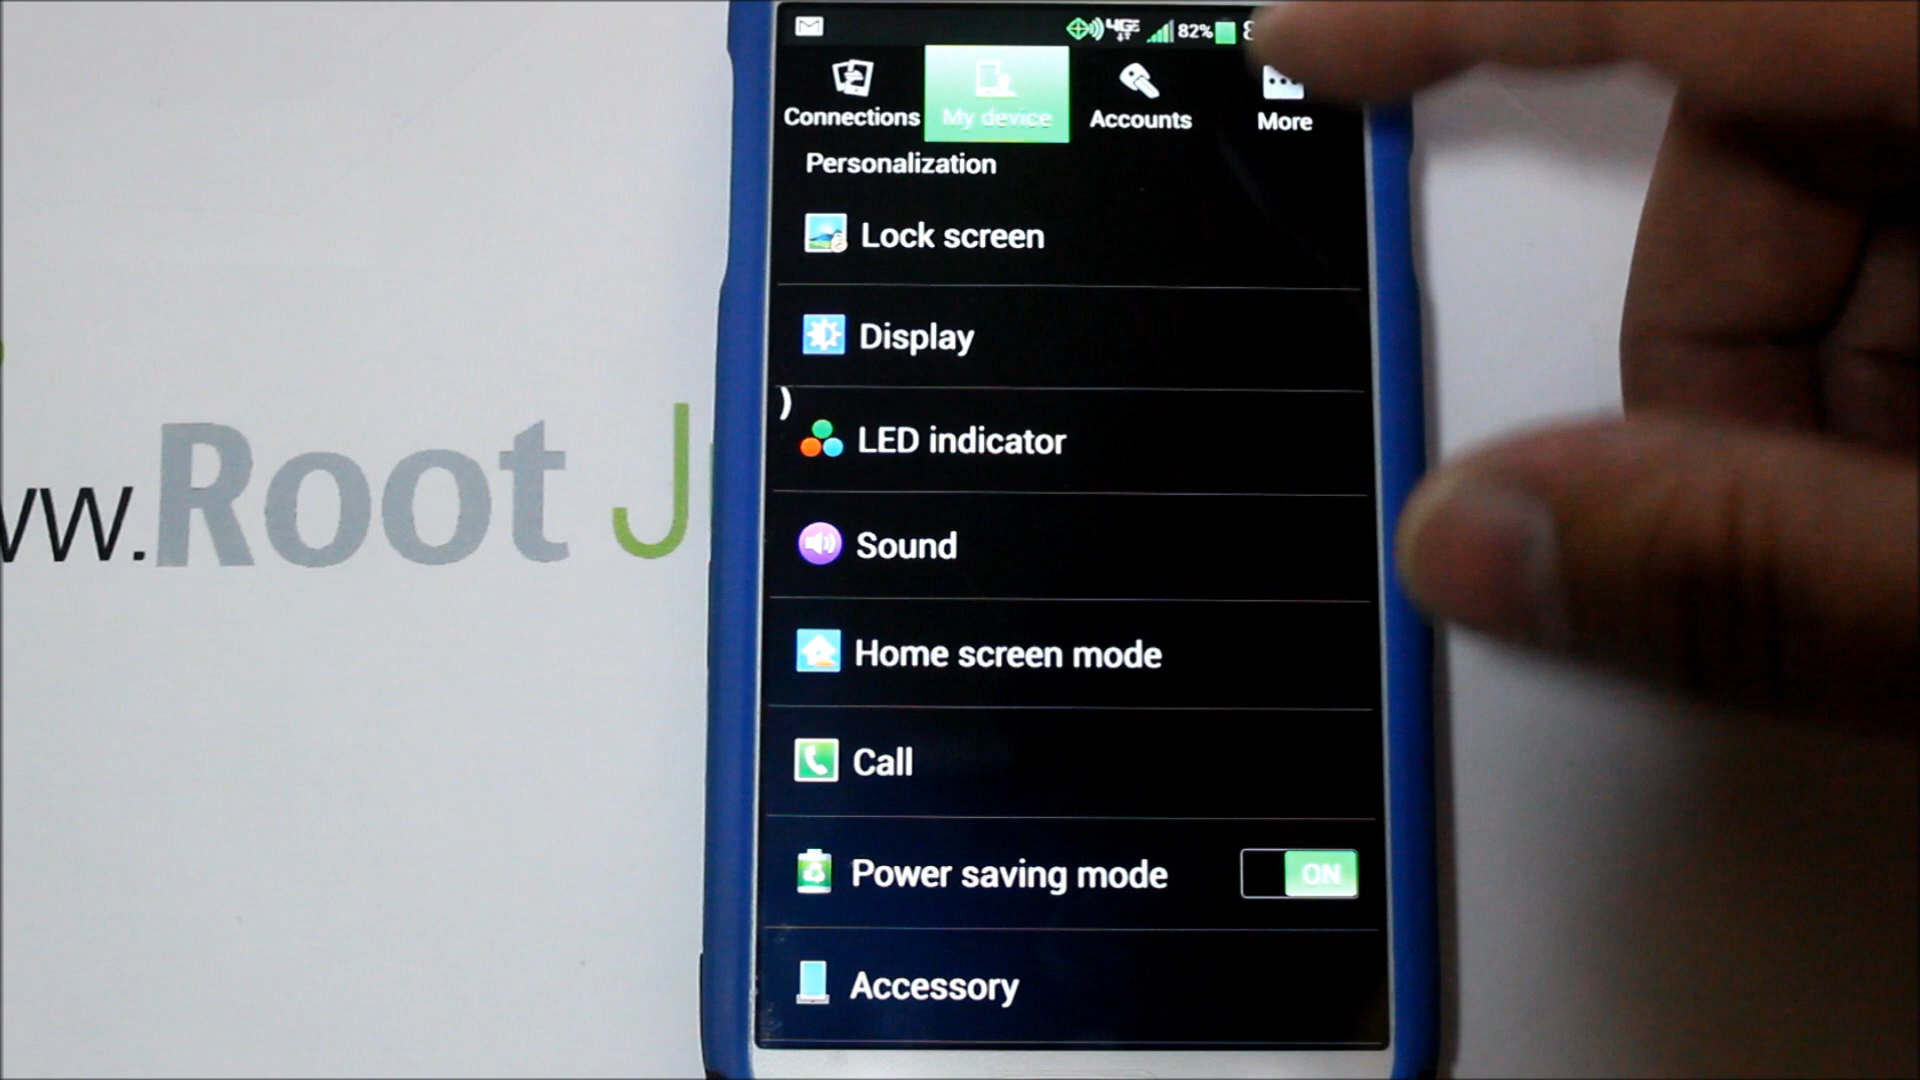 4G 82%
Connections My device Accounts More
Personalization
Lock screen
Display
LED indicator
Sound
Home screen mode
Call
Power saving mode ON
Accessory
Root J